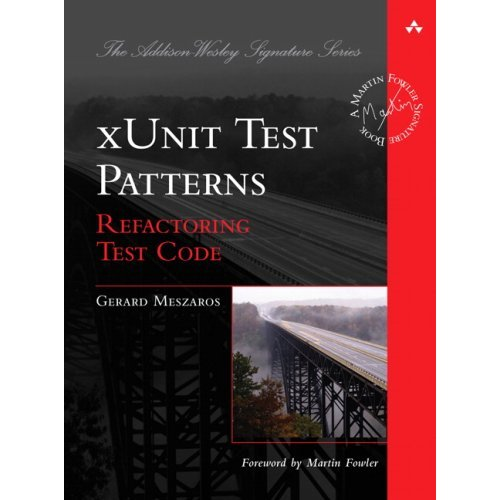 The Addison-Wesley Signature Series
A MARTIN FOWLER SIGNATURE BOOK
Martin
xUNIT TEST
PATTERNS
REFACTORING
TEST CODE
GERARD MESZAROS
Foreword by Martin Fowler